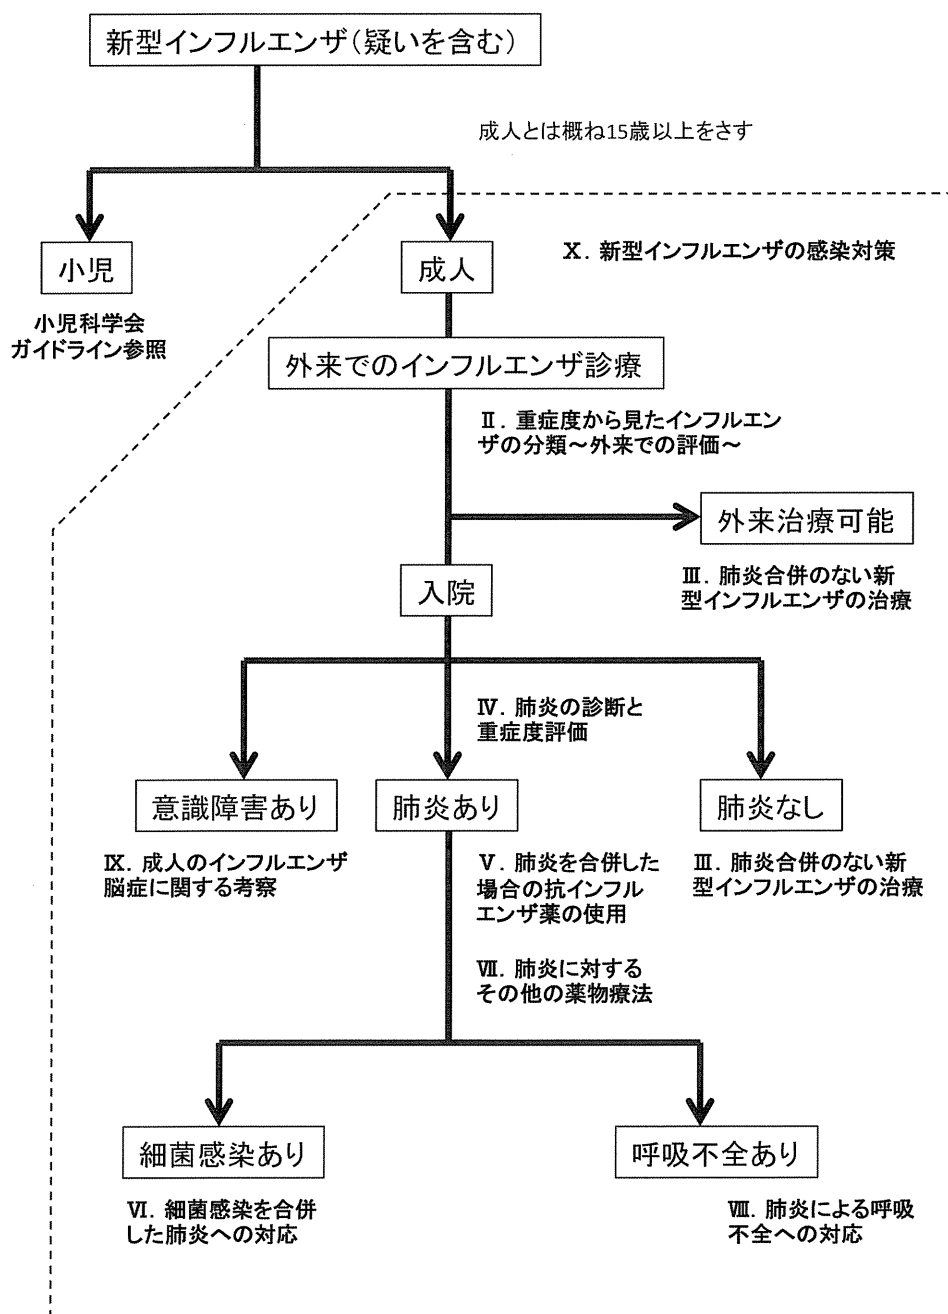 新型インフルエンザ(疑いを含む)
成人とは概ね15歳以上をさす
小児
成人
Ⅹ. 新型インフルエンザの感染対策
小児科学会
ガイドライン参照
外来でのインフルエンザ診療
Ⅱ. 重症度から見たインフルエン
ザの分類～外来での評価～
外来治療可能
Ⅲ. 肺炎合併のない新
型インフルエンザの治療
入院
Ⅳ. 肺炎の診断と
重症度評価
意識障害あり
肺炎あり
肺炎なし
Ⅸ. 成人のインフルエンザ
脳症に関する考察
Ⅴ. 肺炎を合併した
場合の抗インフル
エンザ薬の使用
Ⅲ. 肺炎合併のない新
型インフルエンザの治療
Ⅶ. 肺炎に対する
その他の薬物療法
細菌感染あり
呼吸不全あり
Ⅵ. 細菌感染を合併
した肺炎への対応
Ⅷ. 肺炎による呼吸
不全への対応